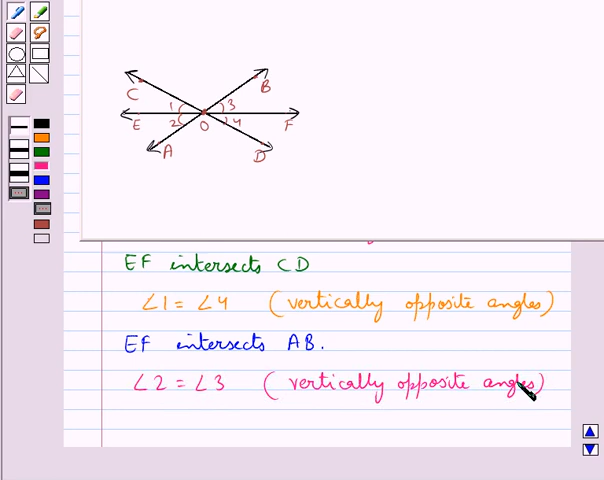 C B
1 3
E 2 O 4 F
A D
EF intersects CD
∠1 = ∠4 (vertically opposite angles)
EF intersects AB.
∠2 = ∠3 (vertically opposite angles)